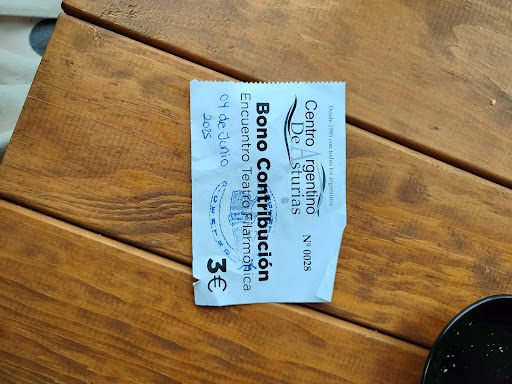 Desde 1985 con todos los argentinos
Centro Argentino
De Asturias
Nº 0028
Bono Contribución
Encuentro Teatro Filarmónica
3€
04 de Junio
2025